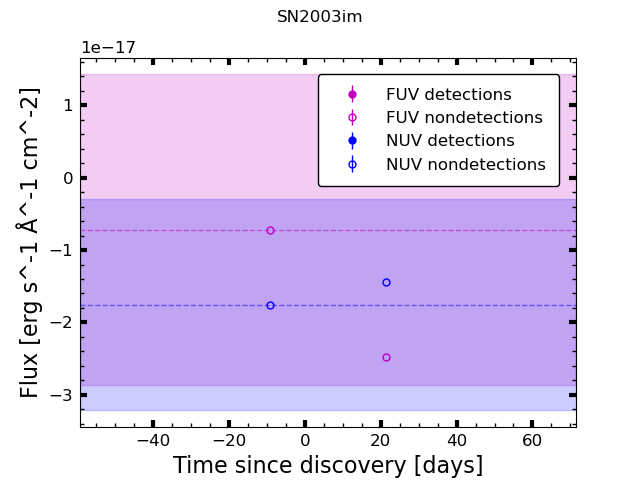 SN2003im
1e−17
FUV detections
FUV nondetections
NUV detections
NUV nondetections
1
0
−1
−2
−3
Flux [erg s^-1 Å^-1 cm^-2]
−40 −20 0 20 40 60
Time since discovery [days]